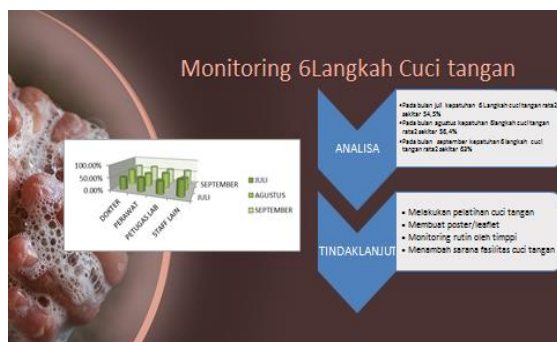 Monitoring 6Langkah Cuci tangan
100.00%
50.00%
0.00%
DOKTER
PERAWAT
PETUGAS LAB
STAFF LAIN
SEPTEMBER
JULI
JULI
AGUSTUS
SEPTEMBER
ANALISA
•Pada bulan juli kepatuhan 6 Langkah cuci tangan rata2
sekitar 54,5%
•Pada bulan agustus kepatuhan 6langkah cuci tangan
rata2 sekitar 56,4%
•Pada bulan september kepatuhan 6 langkah cuci
tangan rata2 sekitar 63%
TINDAKLANJUT
• Melakukan pelatihan cuci tangan
• Membuat poster/leaflet
• Monitoring rutin oleh timppi
• Menambah sarana fasilitas cuci tangan